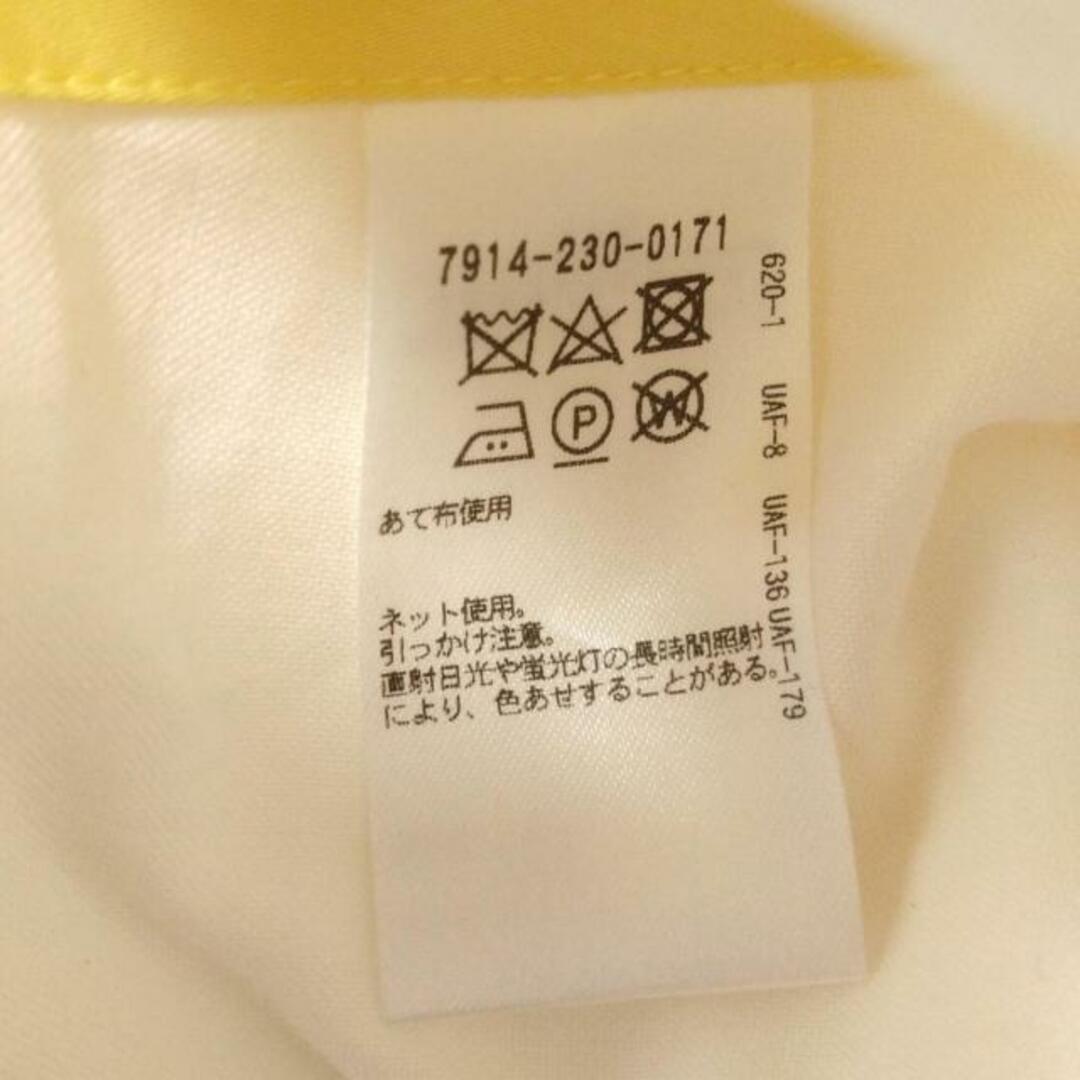 7914-230-0171
P
W
あて布使用
ネット使用。
引っかけ注意。
直射日光や蛍光灯の長時間照射
により、色あせすることがある。
620-1 UAF-8 UAF-136 UAF-179